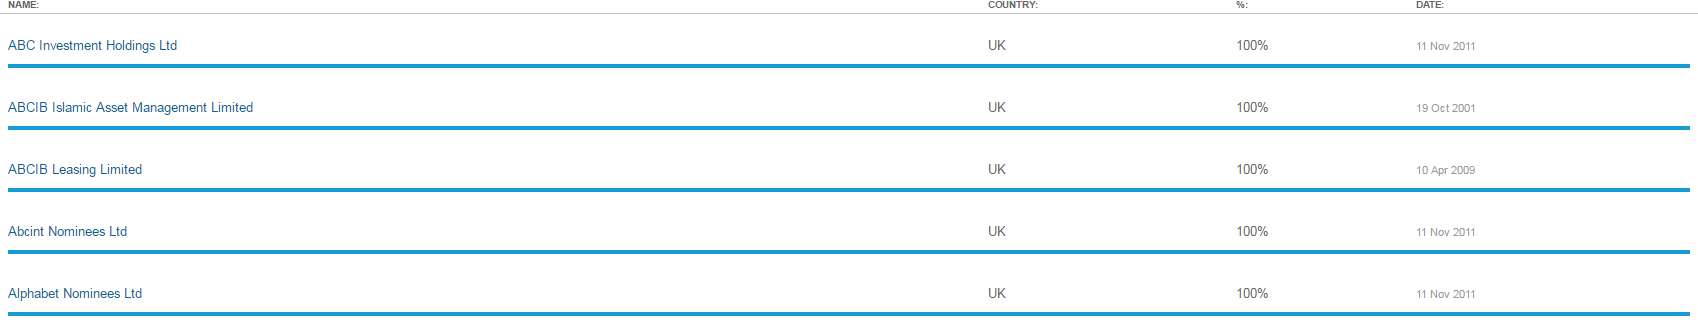 NAME: COUNTRY: %: DATE:
ABC Investment Holdings Ltd UK 100% 11 Nov 2011
ABCIB Islamic Asset Management Limited UK 100% 19 Oct 2001
ABCIB Leasing Limited UK 100% 10 Apr 2009
Abcint Nominees Ltd UK 100% 11 Nov 2011
Alphabet Nominees Ltd UK 100% 11 Nov 2011